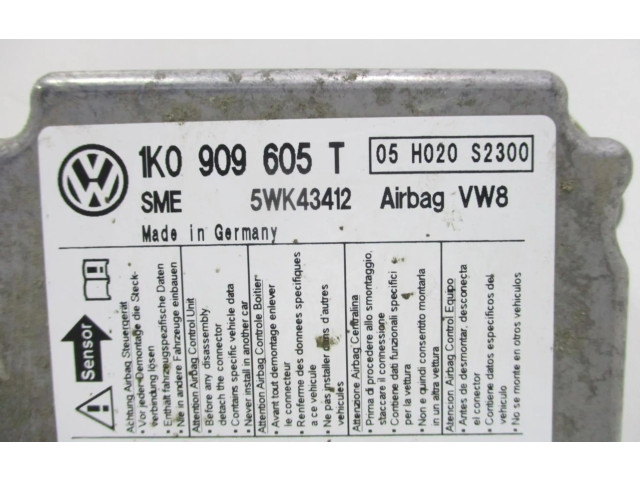 1K0 909 605 T
05 H020 S2300
SME 5WK43412 Airbag VW8
Made in Germany
Sensor
Achtung Airbag Steuergerät
• Vor jeder Demontage die Steck-
verbindung lösen
• Enthält fahrzeugspezifische Daten
• Nie in andere Fahrzeuge einbauen
Attention Airbag Control Unit
• Before any disassembly
detach the connector
• Contains specific vehicle data
• Never install in another car
Attention Airbag Controle Boitier
• Avant tout demontage enlever
le connecteur
• Renferme des donnees specifiques
a ce vehicule
• Ne pas installer dans d'autres
vehicules
Attenzione Airbag Centralina
• Prima di procedere allo smontaggio,
staccare il connessione
• Contiene dati funzionali specifici
per la vettura
• Non e quindi consentito montarla
in un altra vettura
Atencion Airbag Control Equipo
• Antes de desmontar, desconecta
el conector
• Contiene datos especificos del
vehiculo
• No se monte en otros vehiculos